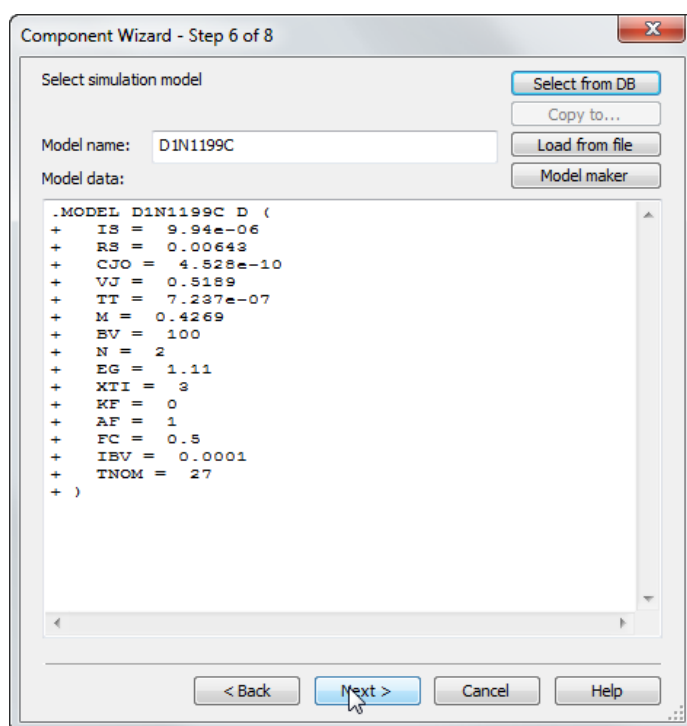 Component Wizard - Step 6 of 8
Select simulation model
Select from DB
Copy to...
Model name:
D1N1199C
Load from file
Model data:
Model maker
.MODEL D1N1199C D (
+ IS = 9.94e-06
+ RS = 0.00643
+ CJO = 4.528e-10
+ VJ = 0.5189
+ TT = 7.237e-07
+ M = 0.4269
+ BV = 100
+ N = 2
+ EG = 1.11
+ XTI = 3
+ KF = 0
+ AF = 1
+ FC = 0.5
+ IBV = 0.0001
+ TNOM = 27
+ )
< Back
Next >
Cancel
Help